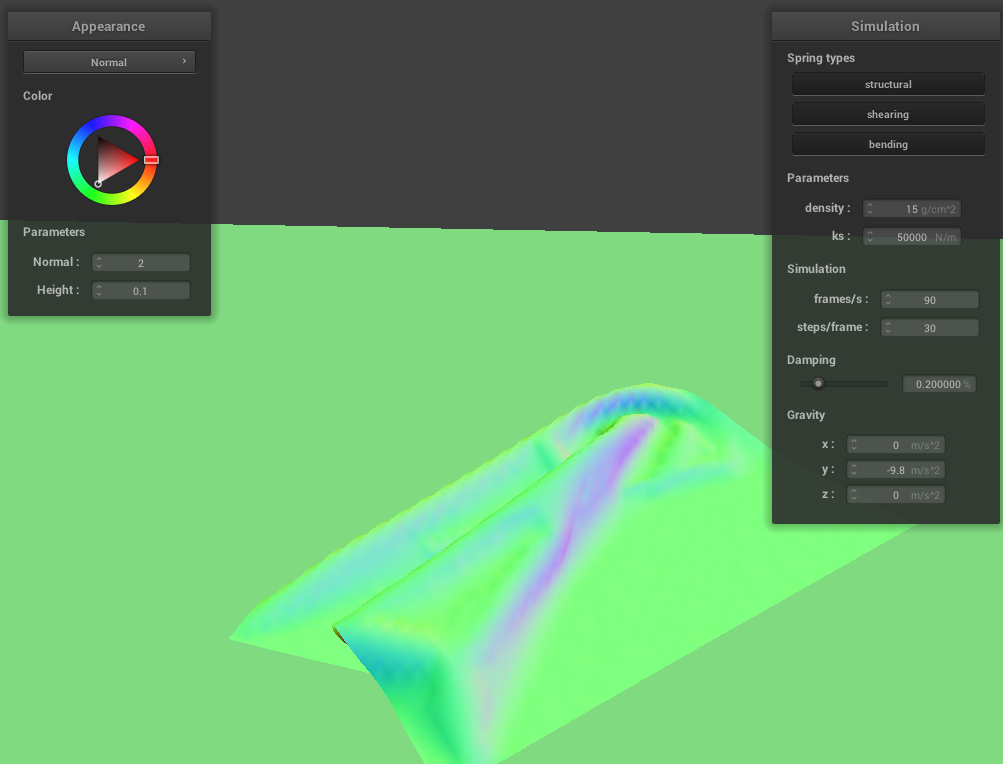 Appearance
Normal
Color
Parameters
Normal : 2
Height : 0.1
Simulation
Spring types
structural
shearing
bending
Parameters
density : 15 g/cm^2
ks : 50000 N/m
Simulation
frames/s : 90
steps/frame : 30
Damping
0.200000 %
Gravity
x : 0 m/s^2
y : -9.8 m/s^2
z : 0 m/s^2